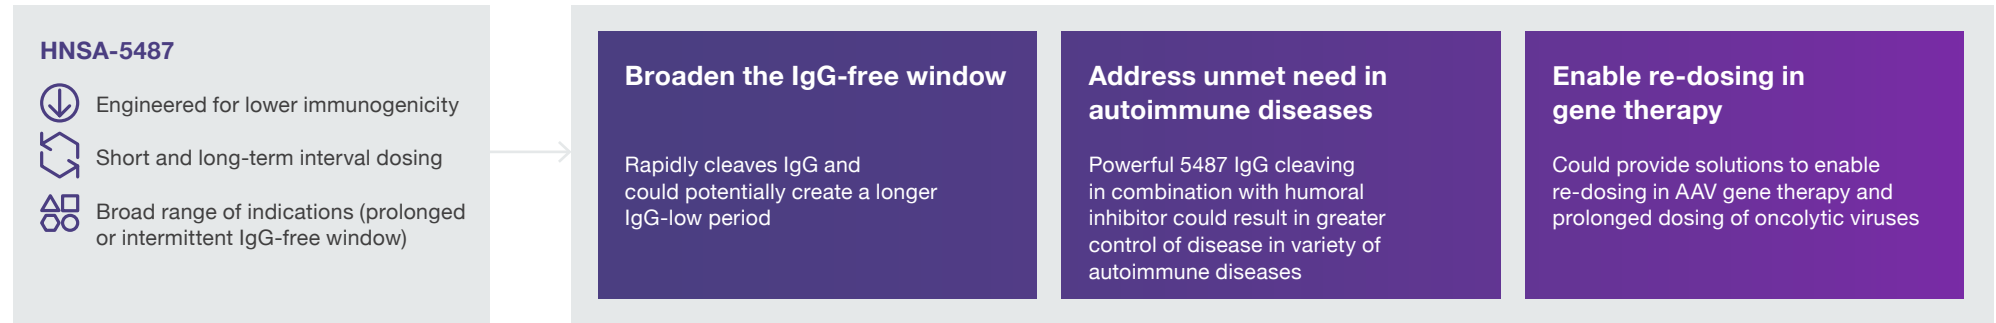 HNSA-5487
Engineered for lower immunogenicity
Short and long-term interval dosing
Broad range of indications (prolonged
or intermittent IgG-free window)
Broaden the IgG-free window
Rapidly cleaves IgG and
could potentially create a longer
IgG-low period
Address unmet need in
autoimmune diseases
Powerful 5487 IgG cleaving
in combination with humoral
inhibitor could result in greater
control of disease in variety of
autoimmune diseases
Enable re-dosing in
gene therapy
Could provide solutions to enable
re-dosing in AAV gene therapy and
prolonged dosing of oncolytic viruses